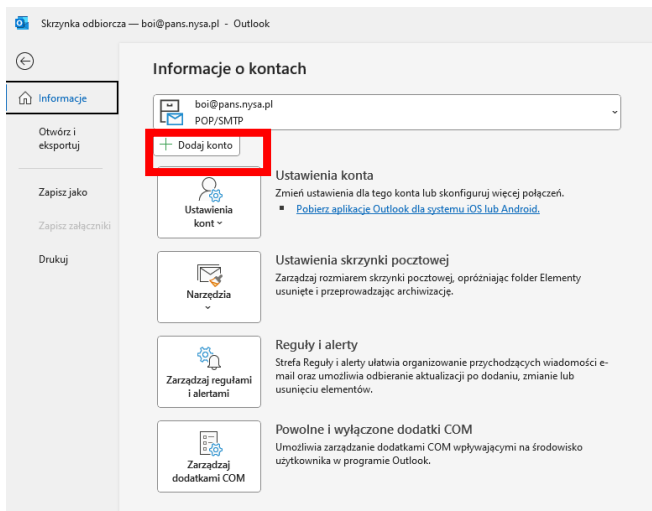 Skrzynka odbiorcza — boi@pans.nysa.pl - Outlook
Informacje o kontach
Informacje
boi@pans.nysa.pl
POP/SMTP
Otwórz i
eksportuj
Dodaj konto
Zapisz jako
Zapisz załączniki
Drukuj
Ustawienia
kont
Ustawienia konta
Zmień ustawienia dla tego konta lub skonfiguruj więcej połączeń.
Pobierz aplikację Outlook dla systemu iOS lub Android.
Narzędzia
Ustawienia skrzynki pocztowej
Zarządzaj rozmiarem skrzynki pocztowej, opróżniając folder Elementy
usunięte i przeprowadzając archiwizację.
Zarządzaj regułami
i alertami
Reguły i alerty
Strefa Reguły i alerty ułatwia organizowanie przychodzących wiadomości e-
mail oraz umożliwia odbieranie aktualizacji po dodaniu, zmianie lub
usunięciu elementów.
Zarządzaj
dodatkami COM
Powolne i wyłączone dodatki COM
Umożliwia zarządzanie dodatkami COM wpływającymi na środowisko
użytkownika w programie Outlook.